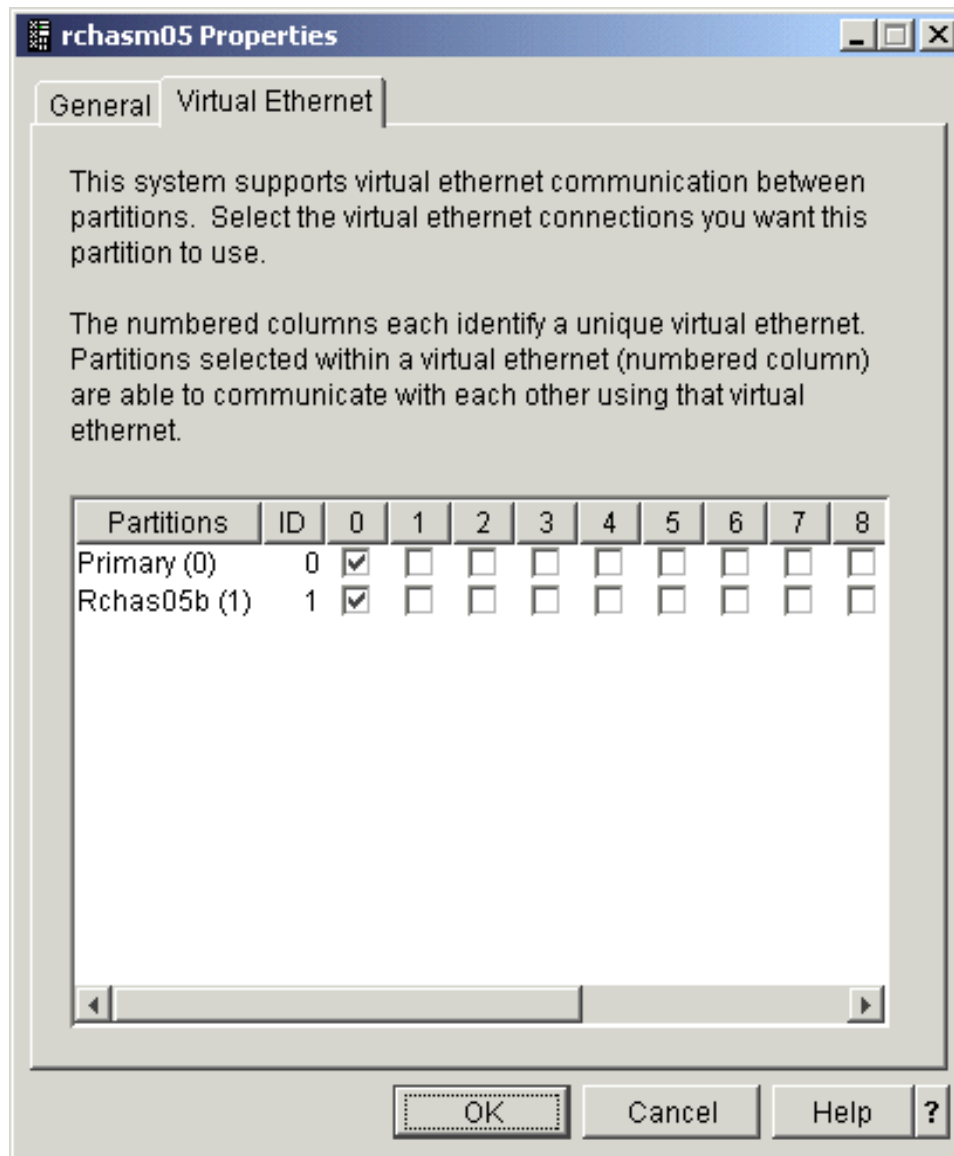 rchasm05 Properties
General Virtual Ethernet
This system supports virtual ethernet communication between
partitions.  Select the virtual ethernet connections you want this
partition to use.
The numbered columns each identify a unique virtual ethernet.
Partitions selected within a virtual ethernet (numbered column)
are able to communicate with each other using that virtual
ethernet.
Partitions ID 0 1 2 3 4 5 6 7 8
Primary (0) 0
Rchas05b (1) 1
OK Cancel Help ?